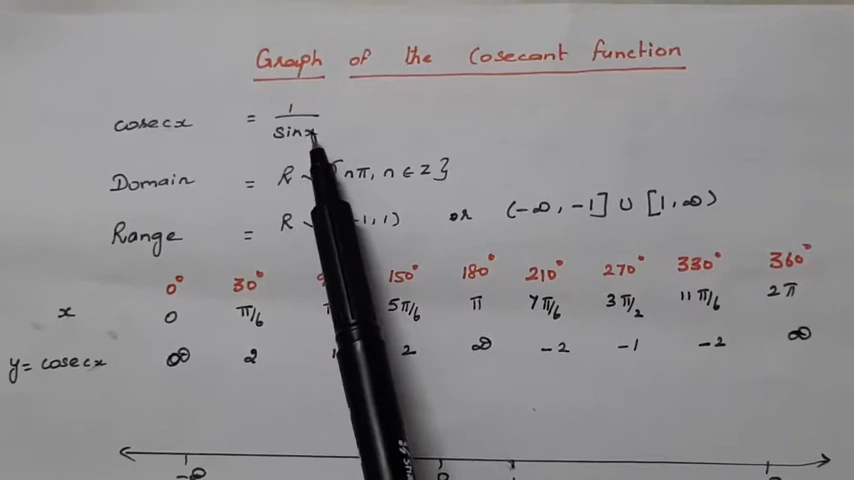 Graph of the Cosecant function
cosecx = 1/sinx
Domain = R \ {nπ, n ∈ Z}
Range = R \ -1, 1) or (-∞, -1] ∪ [1, ∞)
0° 30° 150° 180° 210° 270° 330° 360°
x 0 π/6 5π/6 π 7π/6 3π/2 11π/6 2π
y = cosecx ∞ 2 1 2 ∞ -2 -1 -2 ∞